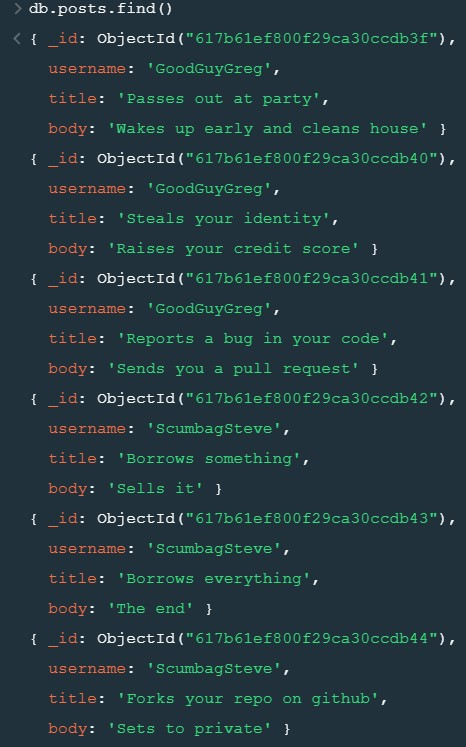 > db.posts.find()
< { _id: ObjectId("617b61ef800f29ca30ccdb3f"),
username: 'GoodGuyGreg',
title: 'Passes out at party',
body: 'Wakes up early and cleans house' }
{ _id: ObjectId("617b61ef800f29ca30ccdb40"),
username: 'GoodGuyGreg',
title: 'Steals your identity',
body: 'Raises your credit score' }
{ _id: ObjectId("617b61ef800f29ca30ccdb41"),
username: 'GoodGuyGreg',
title: 'Reports a bug in your code',
body: 'Sends you a pull request' }
{ _id: ObjectId("617b61ef800f29ca30ccdb42"),
username: 'ScumbagSteve',
title: 'Borrows something',
body: 'Sells it' }
{ _id: ObjectId("617b61ef800f29ca30ccdb43"),
username: 'ScumbagSteve',
title: 'Borrows everything',
body: 'The end' }
{ _id: ObjectId("617b61ef800f29ca30ccdb44"),
username: 'ScumbagSteve',
title: 'Forks your repo on github',
body: 'Sets to private' }